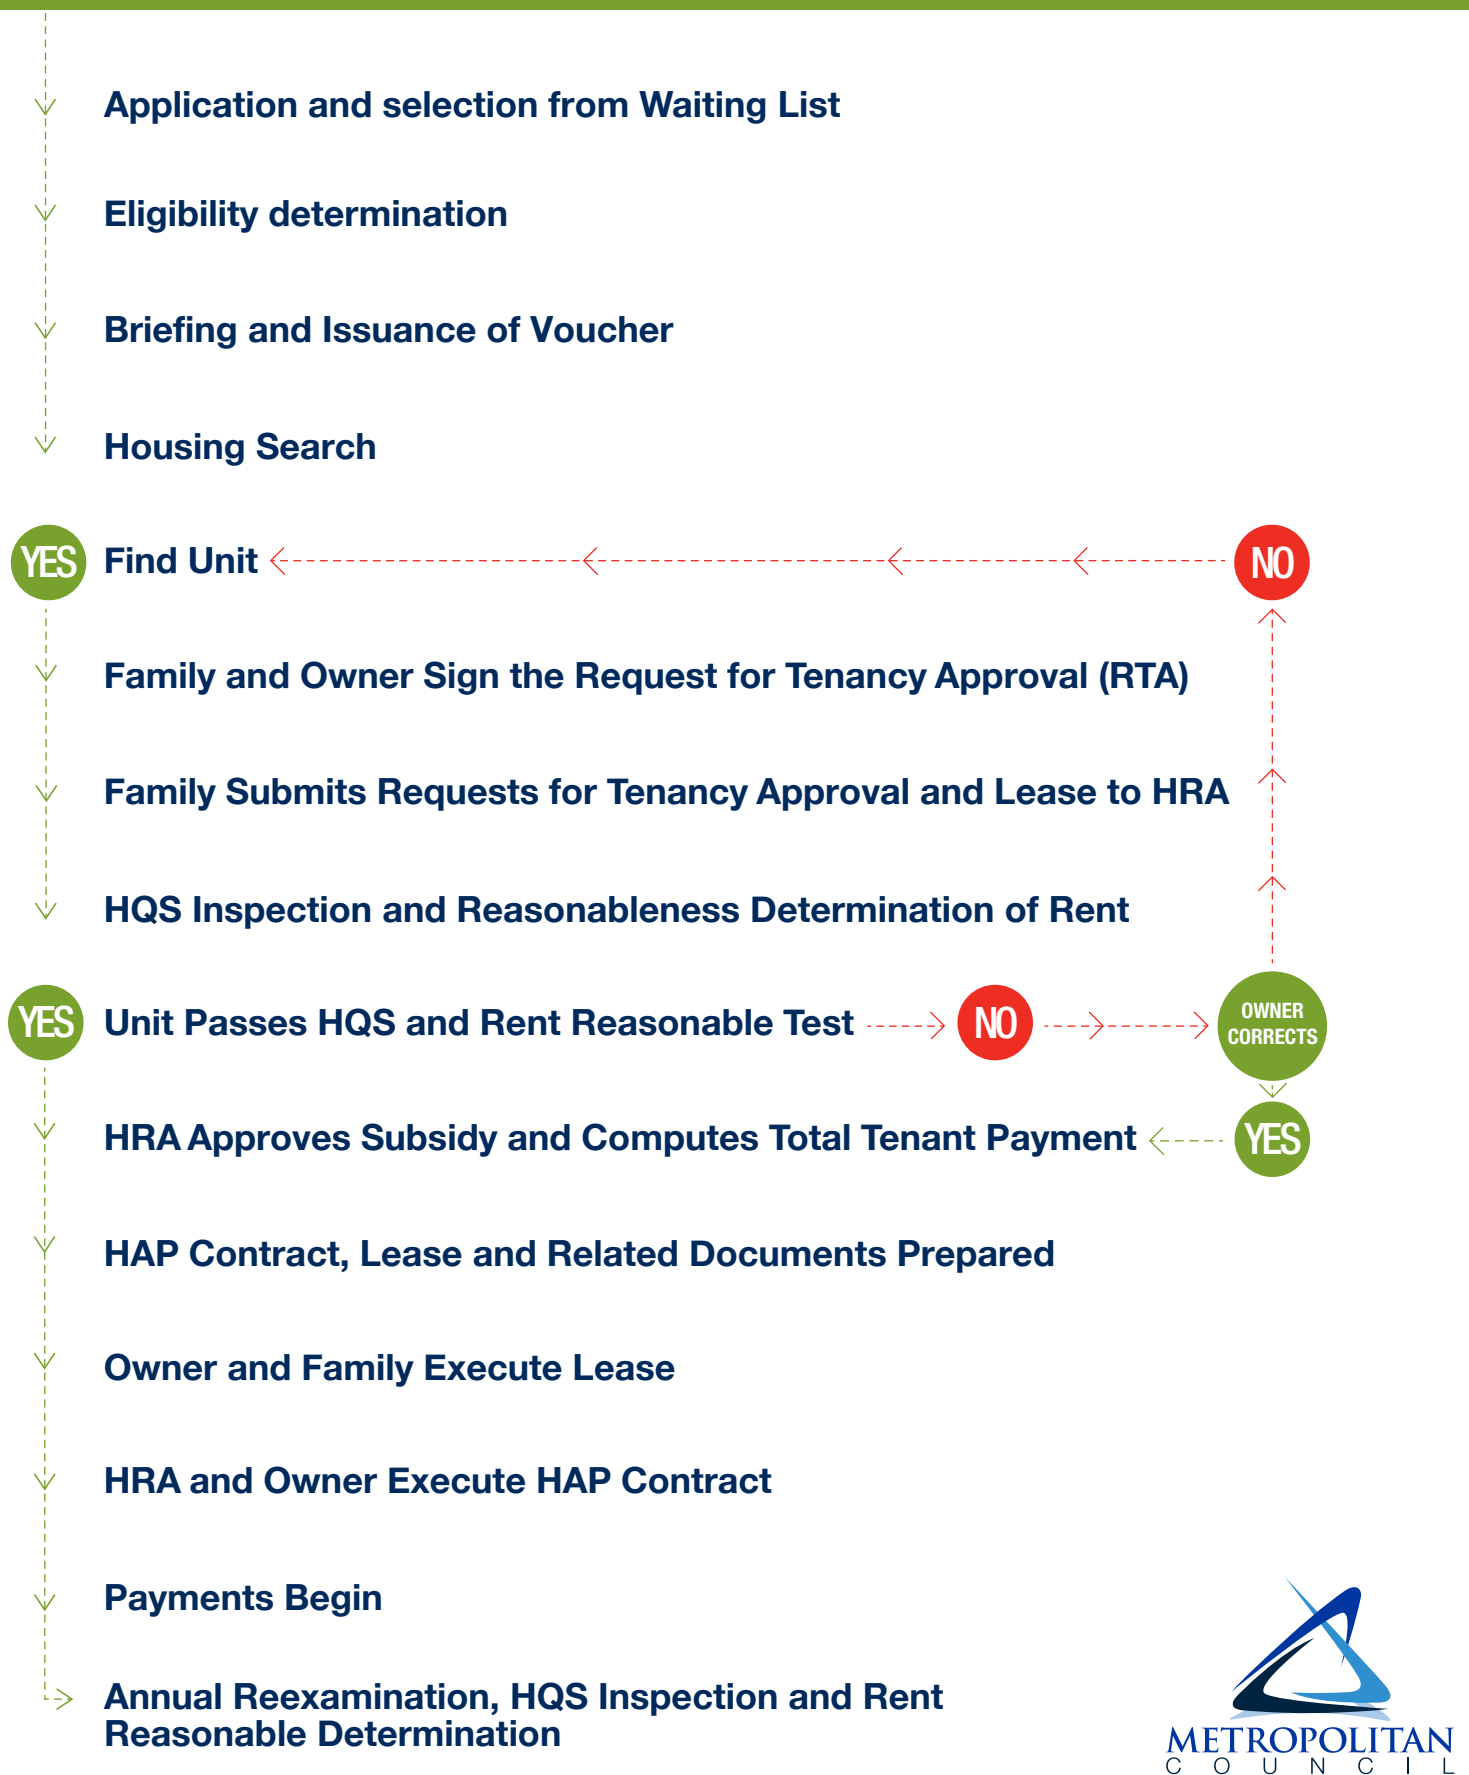 Application and selection from Waiting List
Eligibility determination
Briefing and Issuance of Voucher
Housing Search
YES Find Unit NO
Family and Owner Sign the Request for Tenancy Approval (RTA)
Family Submits Requests for Tenancy Approval and Lease to HRA
HQS Inspection and Reasonableness Determination of Rent
YES Unit Passes HQS and Rent Reasonable Test NO
OWNER
CORRECTS
HRA Approves Subsidy and Computes Total Tenant Payment YES
HAP Contract, Lease and Related Documents Prepared
Owner and Family Execute Lease
HRA and Owner Execute HAP Contract
Payments Begin
Annual Reexamination, HQS Inspection and Rent
Reasonable Determination
METROPOLITAN
COUNCIL